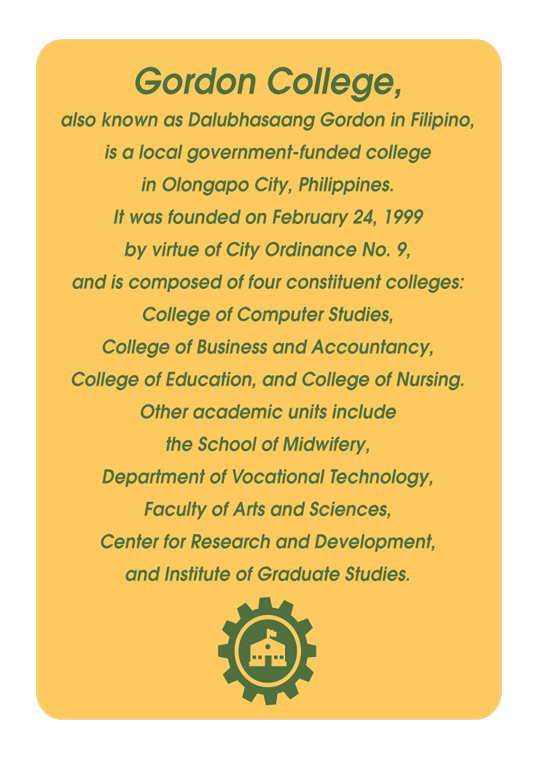 Gordon College,
also known as Dalubhasaang Gordon in Filipino,
is a local government-funded college
in Olongapo City, Philippines.
It was founded on February 24, 1999
by virtue of City Ordinance No. 9,
and is composed of four constituent colleges:
College of Computer Studies,
College of Business and Accountancy,
College of Education, and College of Nursing.
Other academic units include
the School of Midwifery,
Department of Vocational Technology,
Faculty of Arts and Sciences,
Center for Research and Development,
and Institute of Graduate Studies.